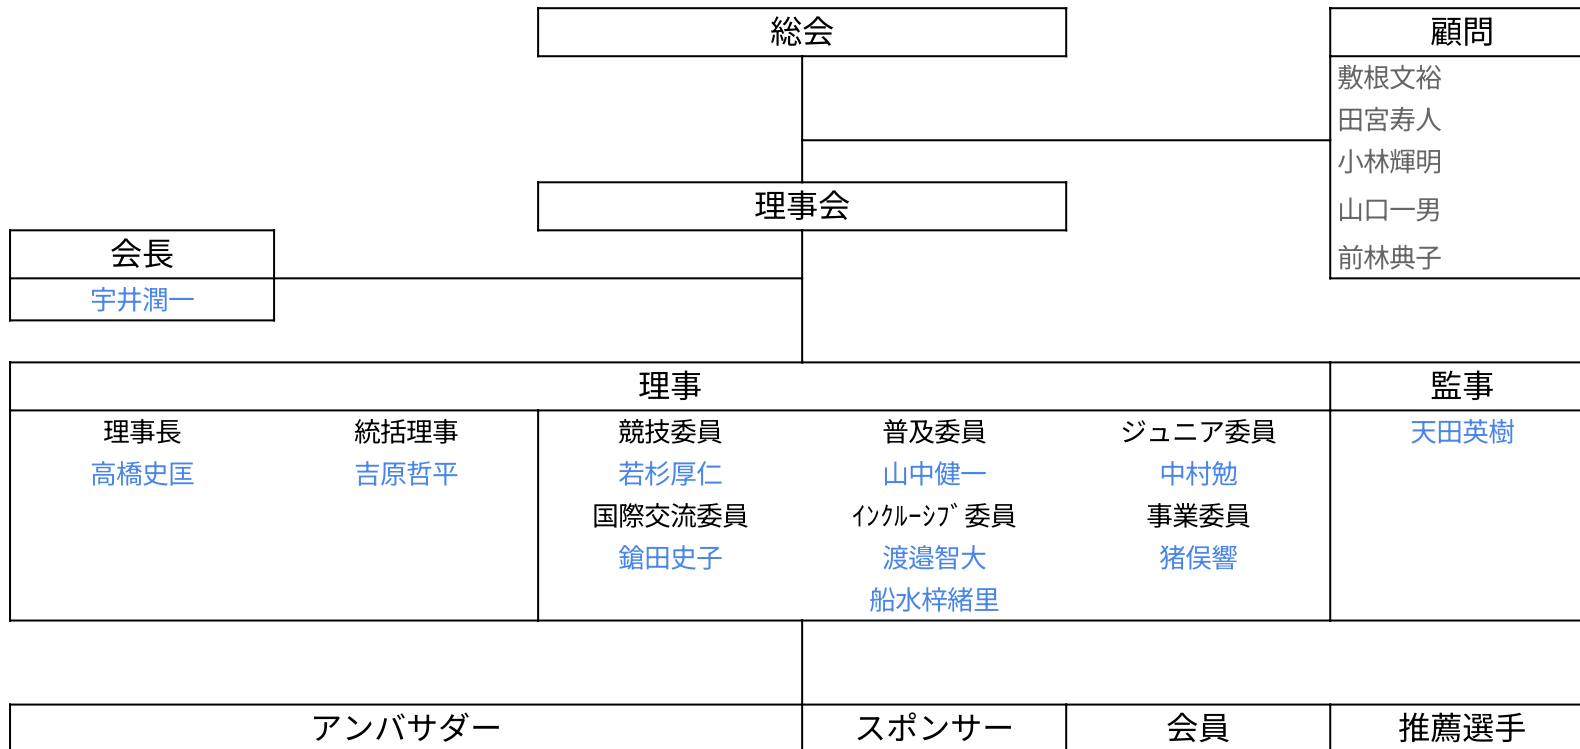 総会
顧問
敷根文裕
田宮寿人
小林輝明
山口一男
前林典子
理事会
会長
宇井潤一
理事
監事
理事長
統括理事
競技委員
普及委員
ジュニア委員
天田英樹
高橋史匡
吉原哲平
若杉厚仁
山中健一
中村勉
国際交流委員
ｲﾝｸﾙｰｼﾌﾞ委員
事業委員
鎗田史子
渡邉智大
猪俣響
船水梓緒里
アンバサダー
スポンサー
会員
推薦選手